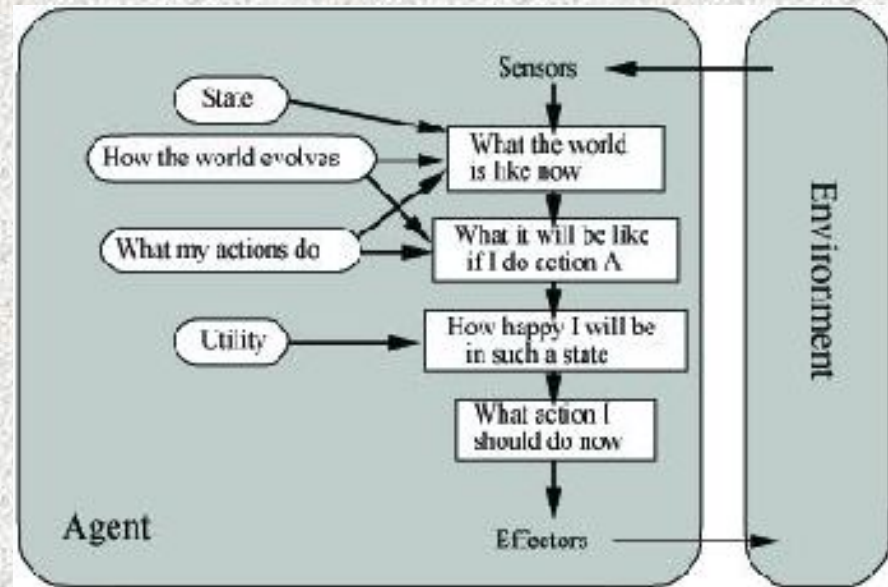 Sensors
State
What the world
is like now
How the world evolves
What my actions do
What it will be like
if I do action A
Utility
How happy I will be
in such a state
What action I
should do now
Agent
Effectors
Environment